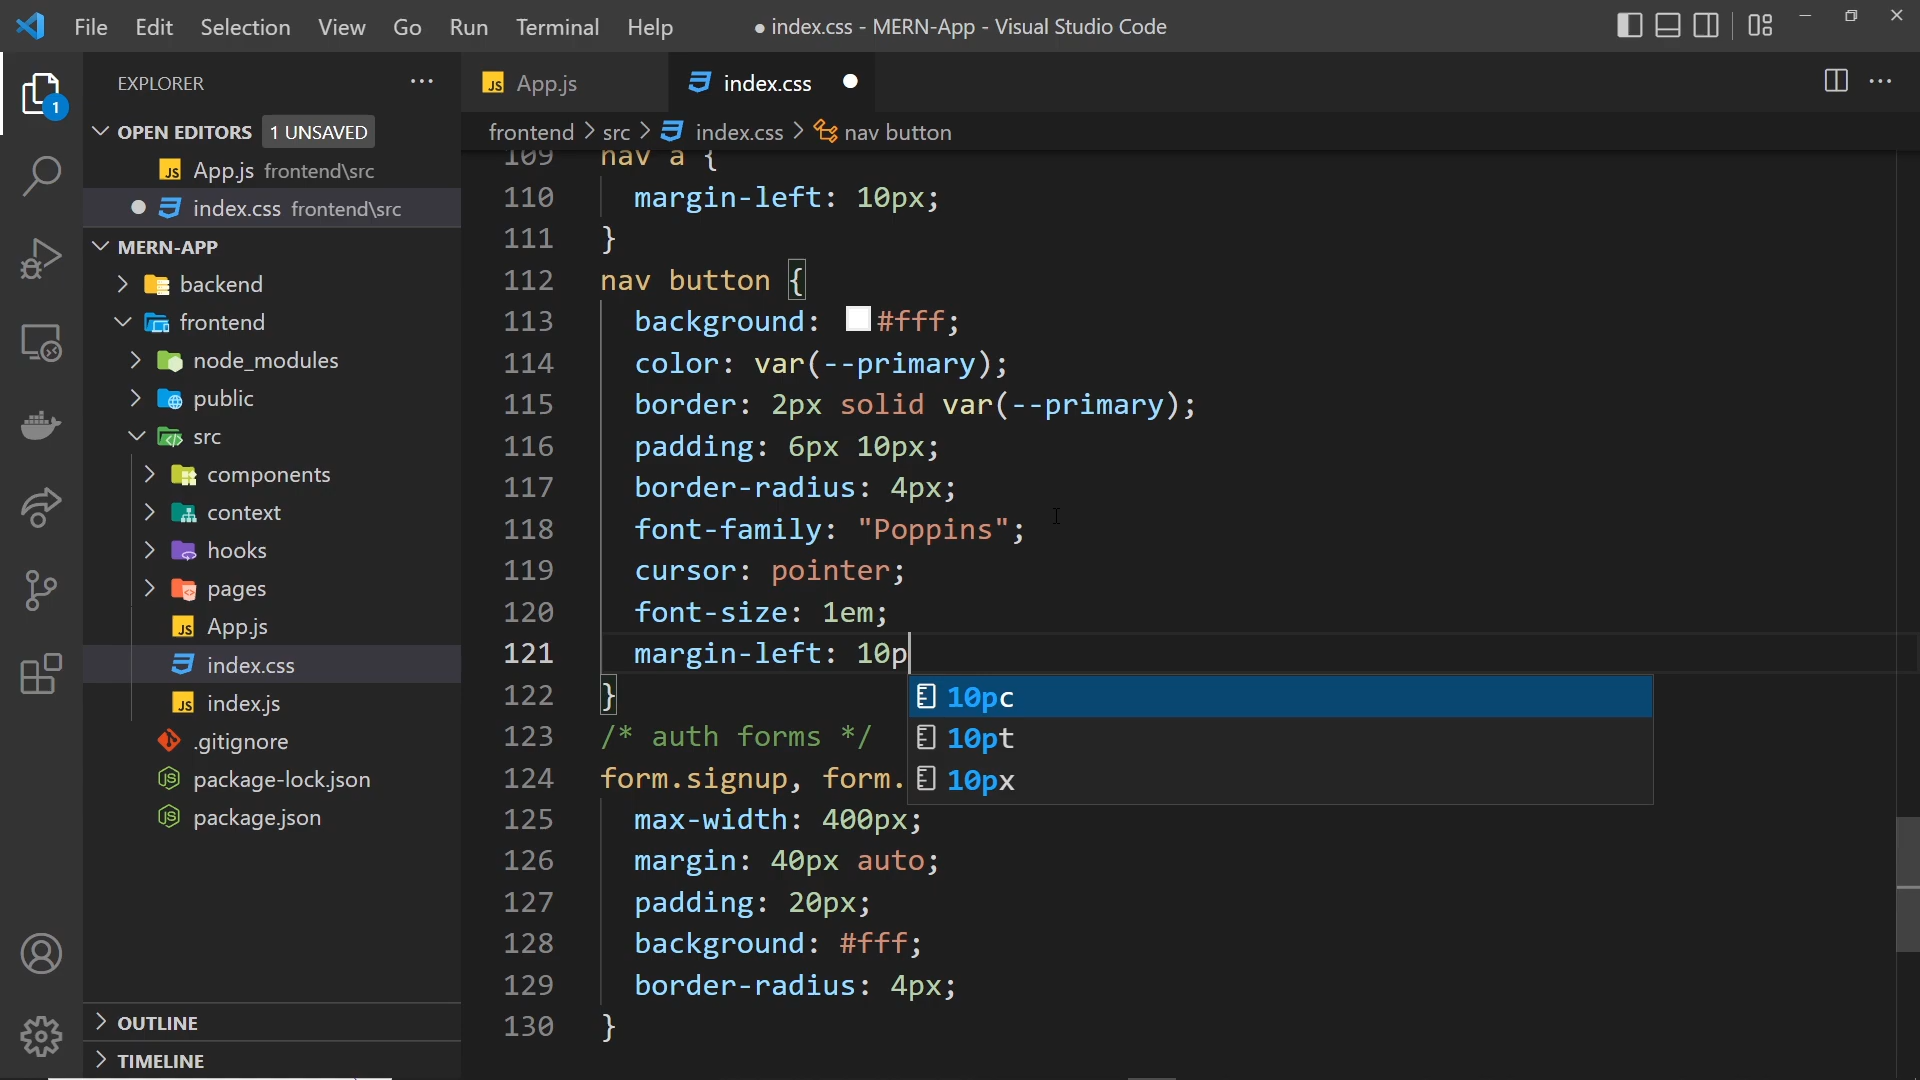 File Edit Selection View Go Run Terminal Help
● index.css - MERN-App - Visual Studio Code
EXPLORER
1
OPEN EDITORS 1 UNSAVED
JS App.js frontend\src
index.css frontend\src
MERN-APP
backend
frontend
node_modules
public
src
components
context
hooks
pages
JS App.js
index.css
JS index.js
.gitignore
package-lock.json
package.json
OUTLINE
TIMELINE
JS App.js
index.css
frontend > src > index.css > nav button
109 nav a {
110 margin-left: 10px;
111 }
112 nav button {
113 background: #fff;
114 color: var(--primary);
115 border: 2px solid var(--primary);
116 padding: 6px 10px;
117 border-radius: 4px;
118 font-family: "Poppins";
119 cursor: pointer;
120 font-size: 1em;
121 margin-left: 10p
122 }
10pc
10pt
10px
123 /* auth forms */
124 form.signup, form.
125 max-width: 400px;
126 margin: 40px auto;
127 padding: 20px;
128 background: #fff;
129 border-radius: 4px;
130 }